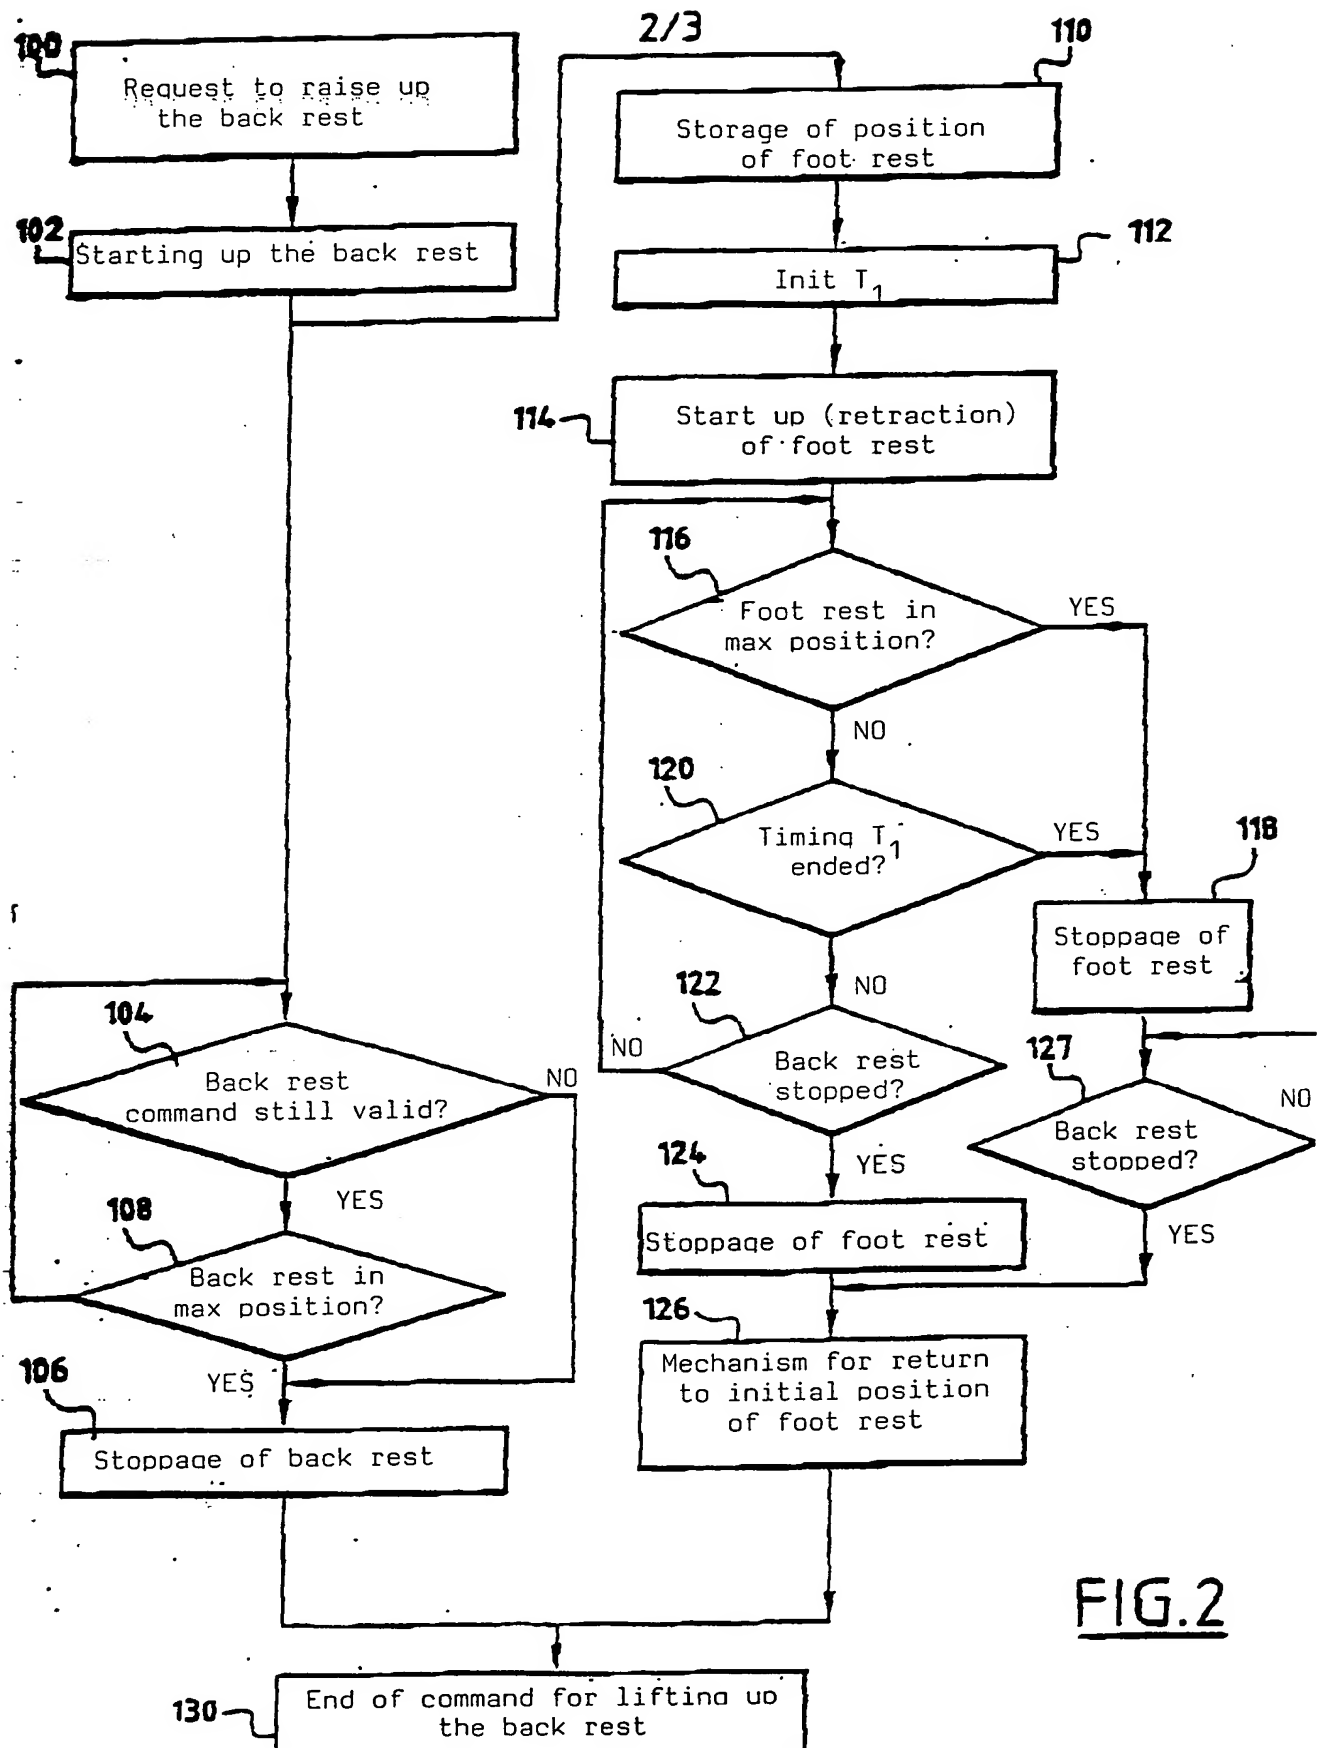 2/3
100
Request to raise up
the back rest
102
Starting up the back rest
110
Storage of position
of foot rest
112
Init T1
114
Start up (retraction)
of foot rest
116
Foot rest in
max position?
YES
NO
120
Timing T1
ended?
YES
NO
118
Stoppage of
foot rest
122
Back rest
stopped?
NO
YES
127
Back rest
stopped?
NO
YES
124
Stoppage of foot rest
126
Mechanism for return
to initial position
of foot rest
104
Back rest
command still valid?
NO
YES
108
Back rest in
max position?
YES
106
Stoppage of back rest
130
End of command for lifting up
the back rest
FIG.2